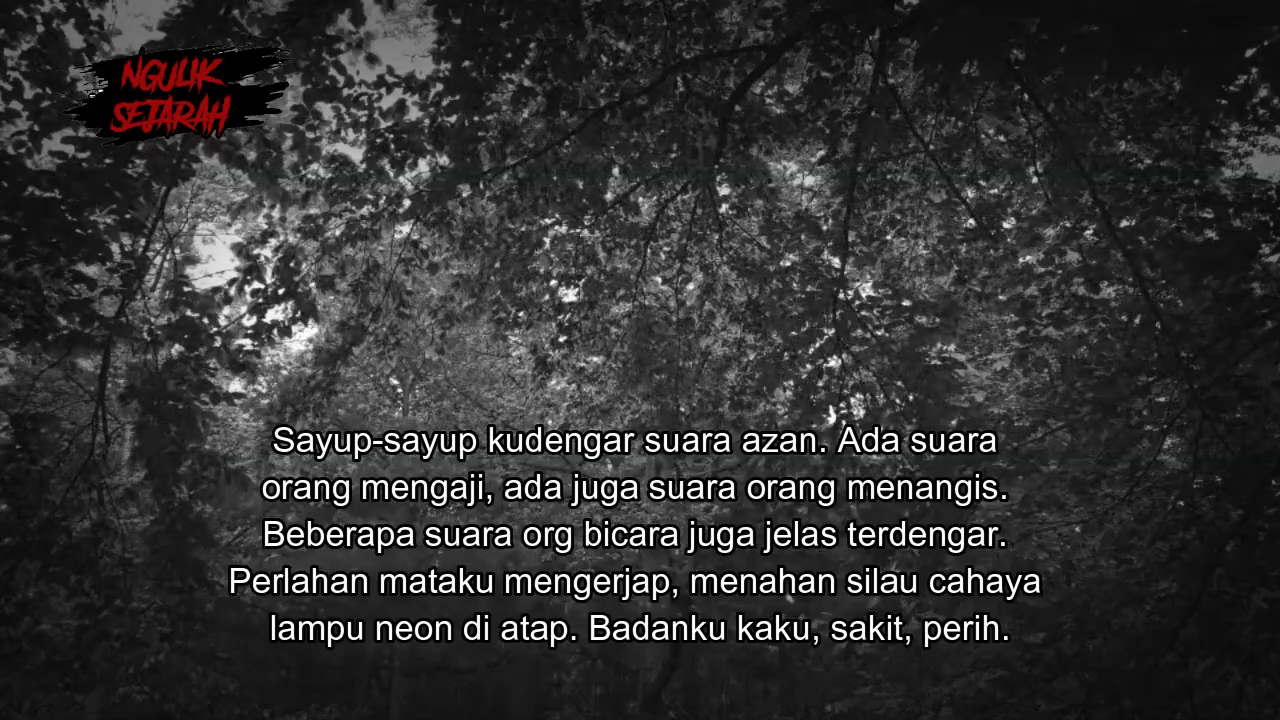 NGULIK
SEJARAH
Sayup-sayup kudengar suara azan. Ada suara
orang mengaji, ada juga suara orang menangis.
Beberapa suara org bicara juga jelas terdengar.
Perlahan mataku mengerjap, menahan silau cahaya
lampu neon di atap. Badanku kaku, sakit, perih.